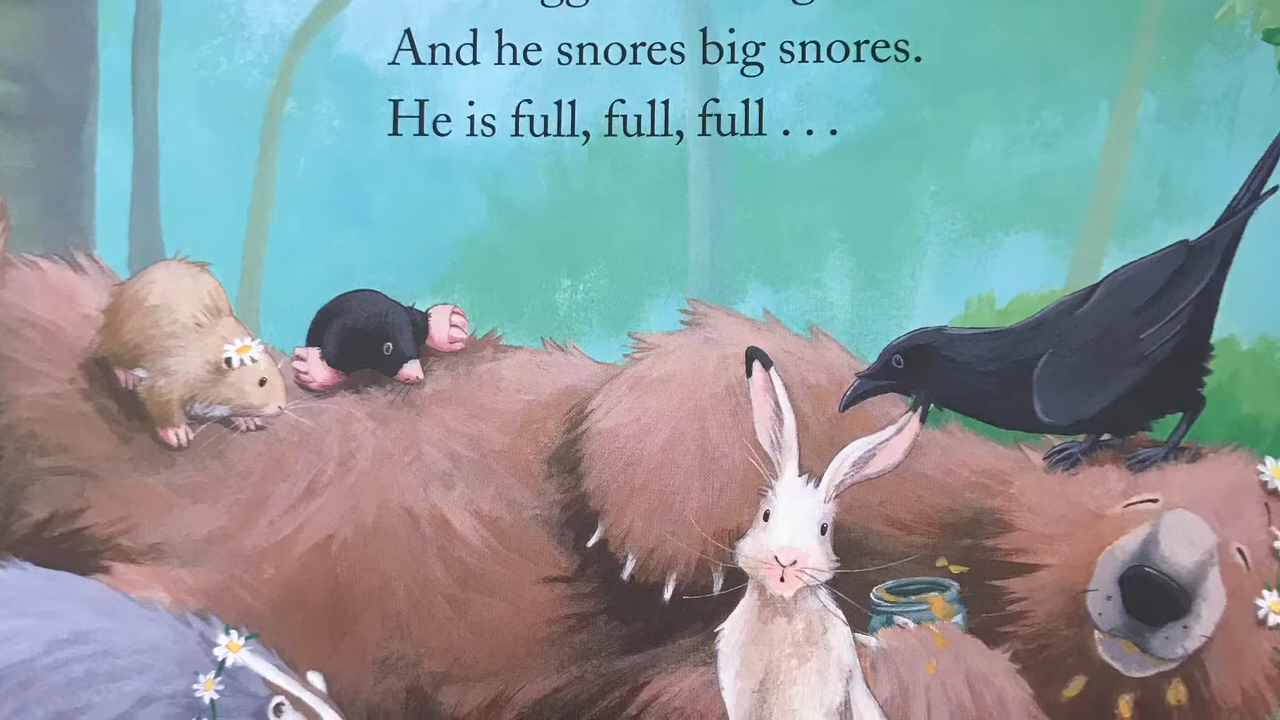 And he snores big snores.
He is full, full, full . . .